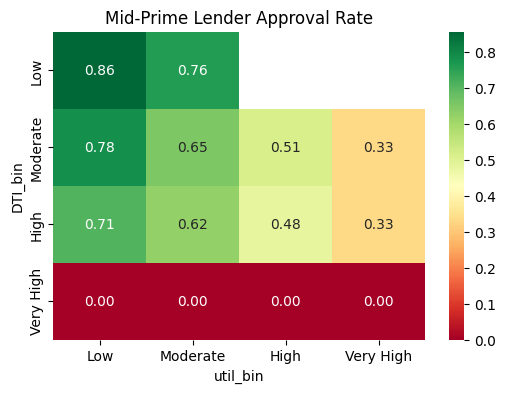 Mid-Prime Lender Approval Rate
DTI_bin
Low
0.86 0.76
Moderate
0.78 0.65 0.51 0.33
High
0.71 0.62 0.48 0.33
Very High
0.00 0.00 0.00 0.00
Low Moderate High Very High
util_bin
0.8
0.7
0.6
0.5
0.4
0.3
0.2
0.1
0.0